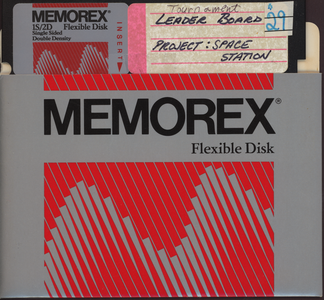 MEMOREX®
1S/2D Flexible Disk
Single Sided
Double Density
INSERT
Tournament
LEADER BOARD
29
PROJECT: SPACE
STATION
MEMOREX®
Flexible Disk